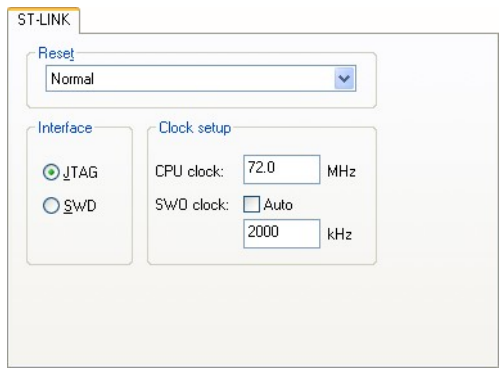 ST-LINK
Reset
Normal
Interface
JTAG
SWD
Clock setup
CPU clock: 72.0 MHz
SWO clock: Auto
2000 kHz